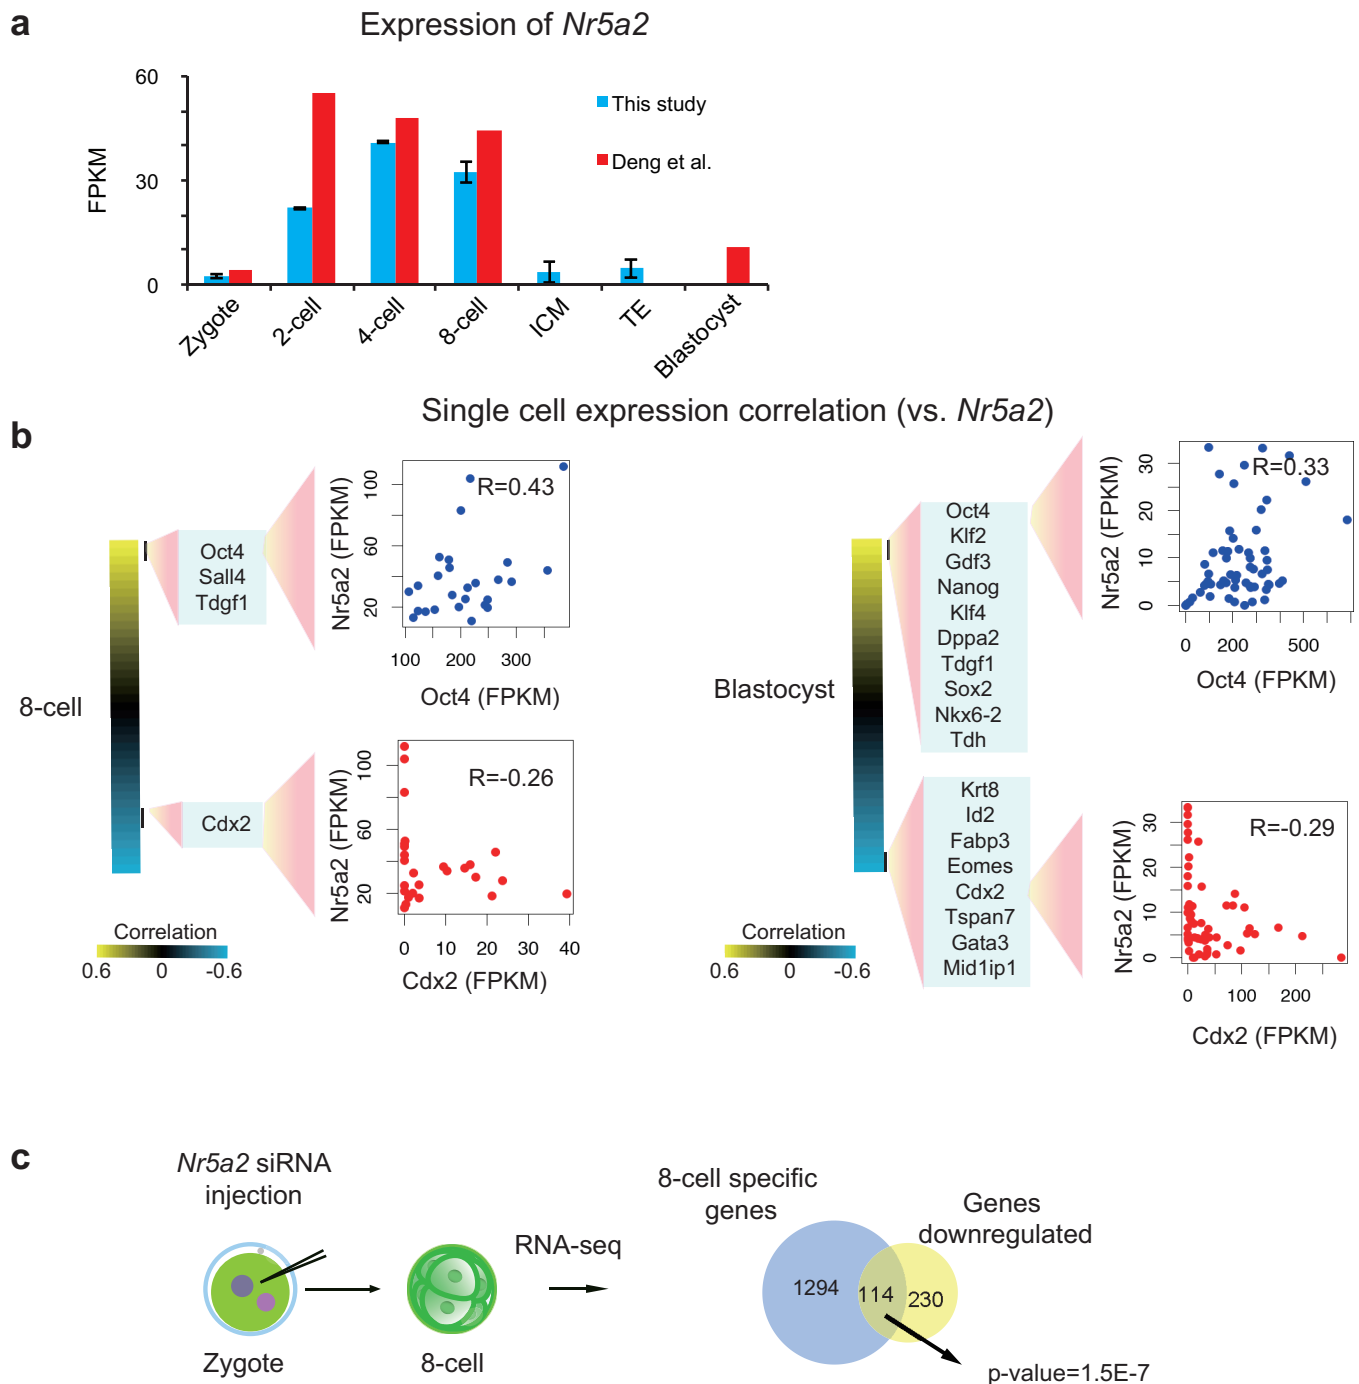 a
Expression of Nr5a2
60
30
0
FPKM
This study
Deng et al.
Zygote
2-cell
4-cell
8-cell
ICM
TE
Blastocyst
b
Single cell expression correlation (vs. Nr5a2)
8-cell
Oct4
Sall4
Tdgf1
Cdx2
Correlation
0.6 0 -0.6
R=0.43
Nr5a2 (FPKM)
20 60 100
100 200 300
Oct4 (FPKM)
R=-0.26
Nr5a2 (FPKM)
20 60 100
0 10 20 30 40
Cdx2 (FPKM)
Blastocyst
Oct4
Klf2
Gdf3
Nanog
Klf4
Dppa2
Tdgf1
Sox2
Nkx6-2
Tdh
Krt8
Id2
Fabp3
Eomes
Cdx2
Tspan7
Gata3
Mid1ip1
Correlation
0.6 0 -0.6
R=0.33
Nr5a2 (FPKM)
0 10 20 30
0 200 500
Oct4 (FPKM)
R=-0.29
Nr5a2 (FPKM)
0 10 20 30
0 100 200
Cdx2 (FPKM)
c
Nr5a2 siRNA
injection
Zygote
8-cell
RNA-seq
8-cell specific
genes
Genes
downregulated
1294
114
230
p-value=1.5E-7